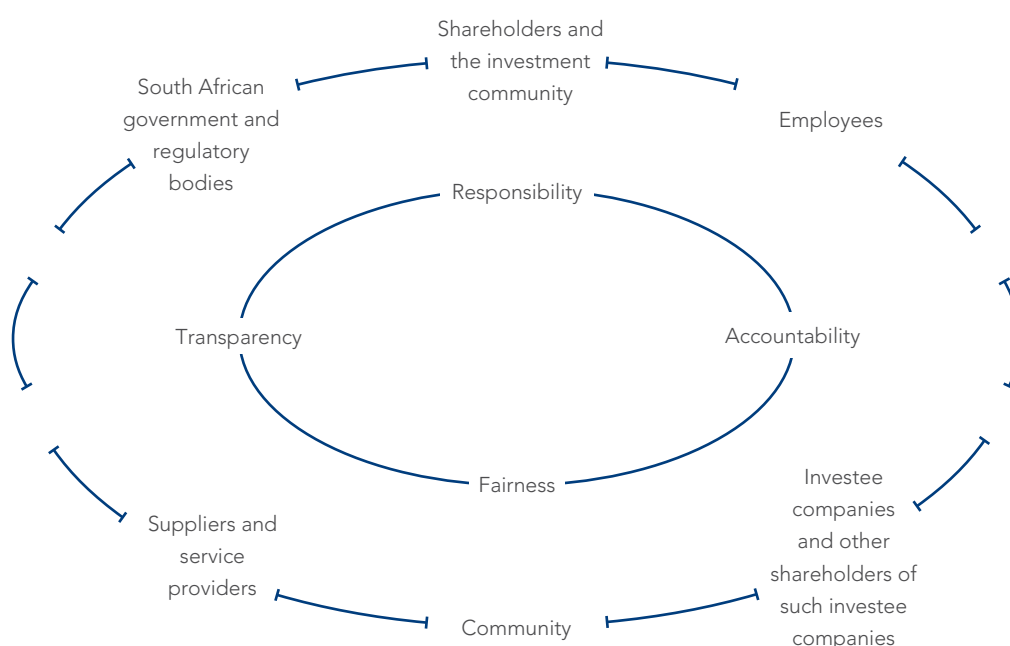 Shareholders and
the investment
community
South African
government and
regulatory
bodies
Employees
Responsibility
Transparency
Accountability
Fairness
Suppliers and
service
providers
Investee
companies
and other
shareholders of
such investee
companies
Community